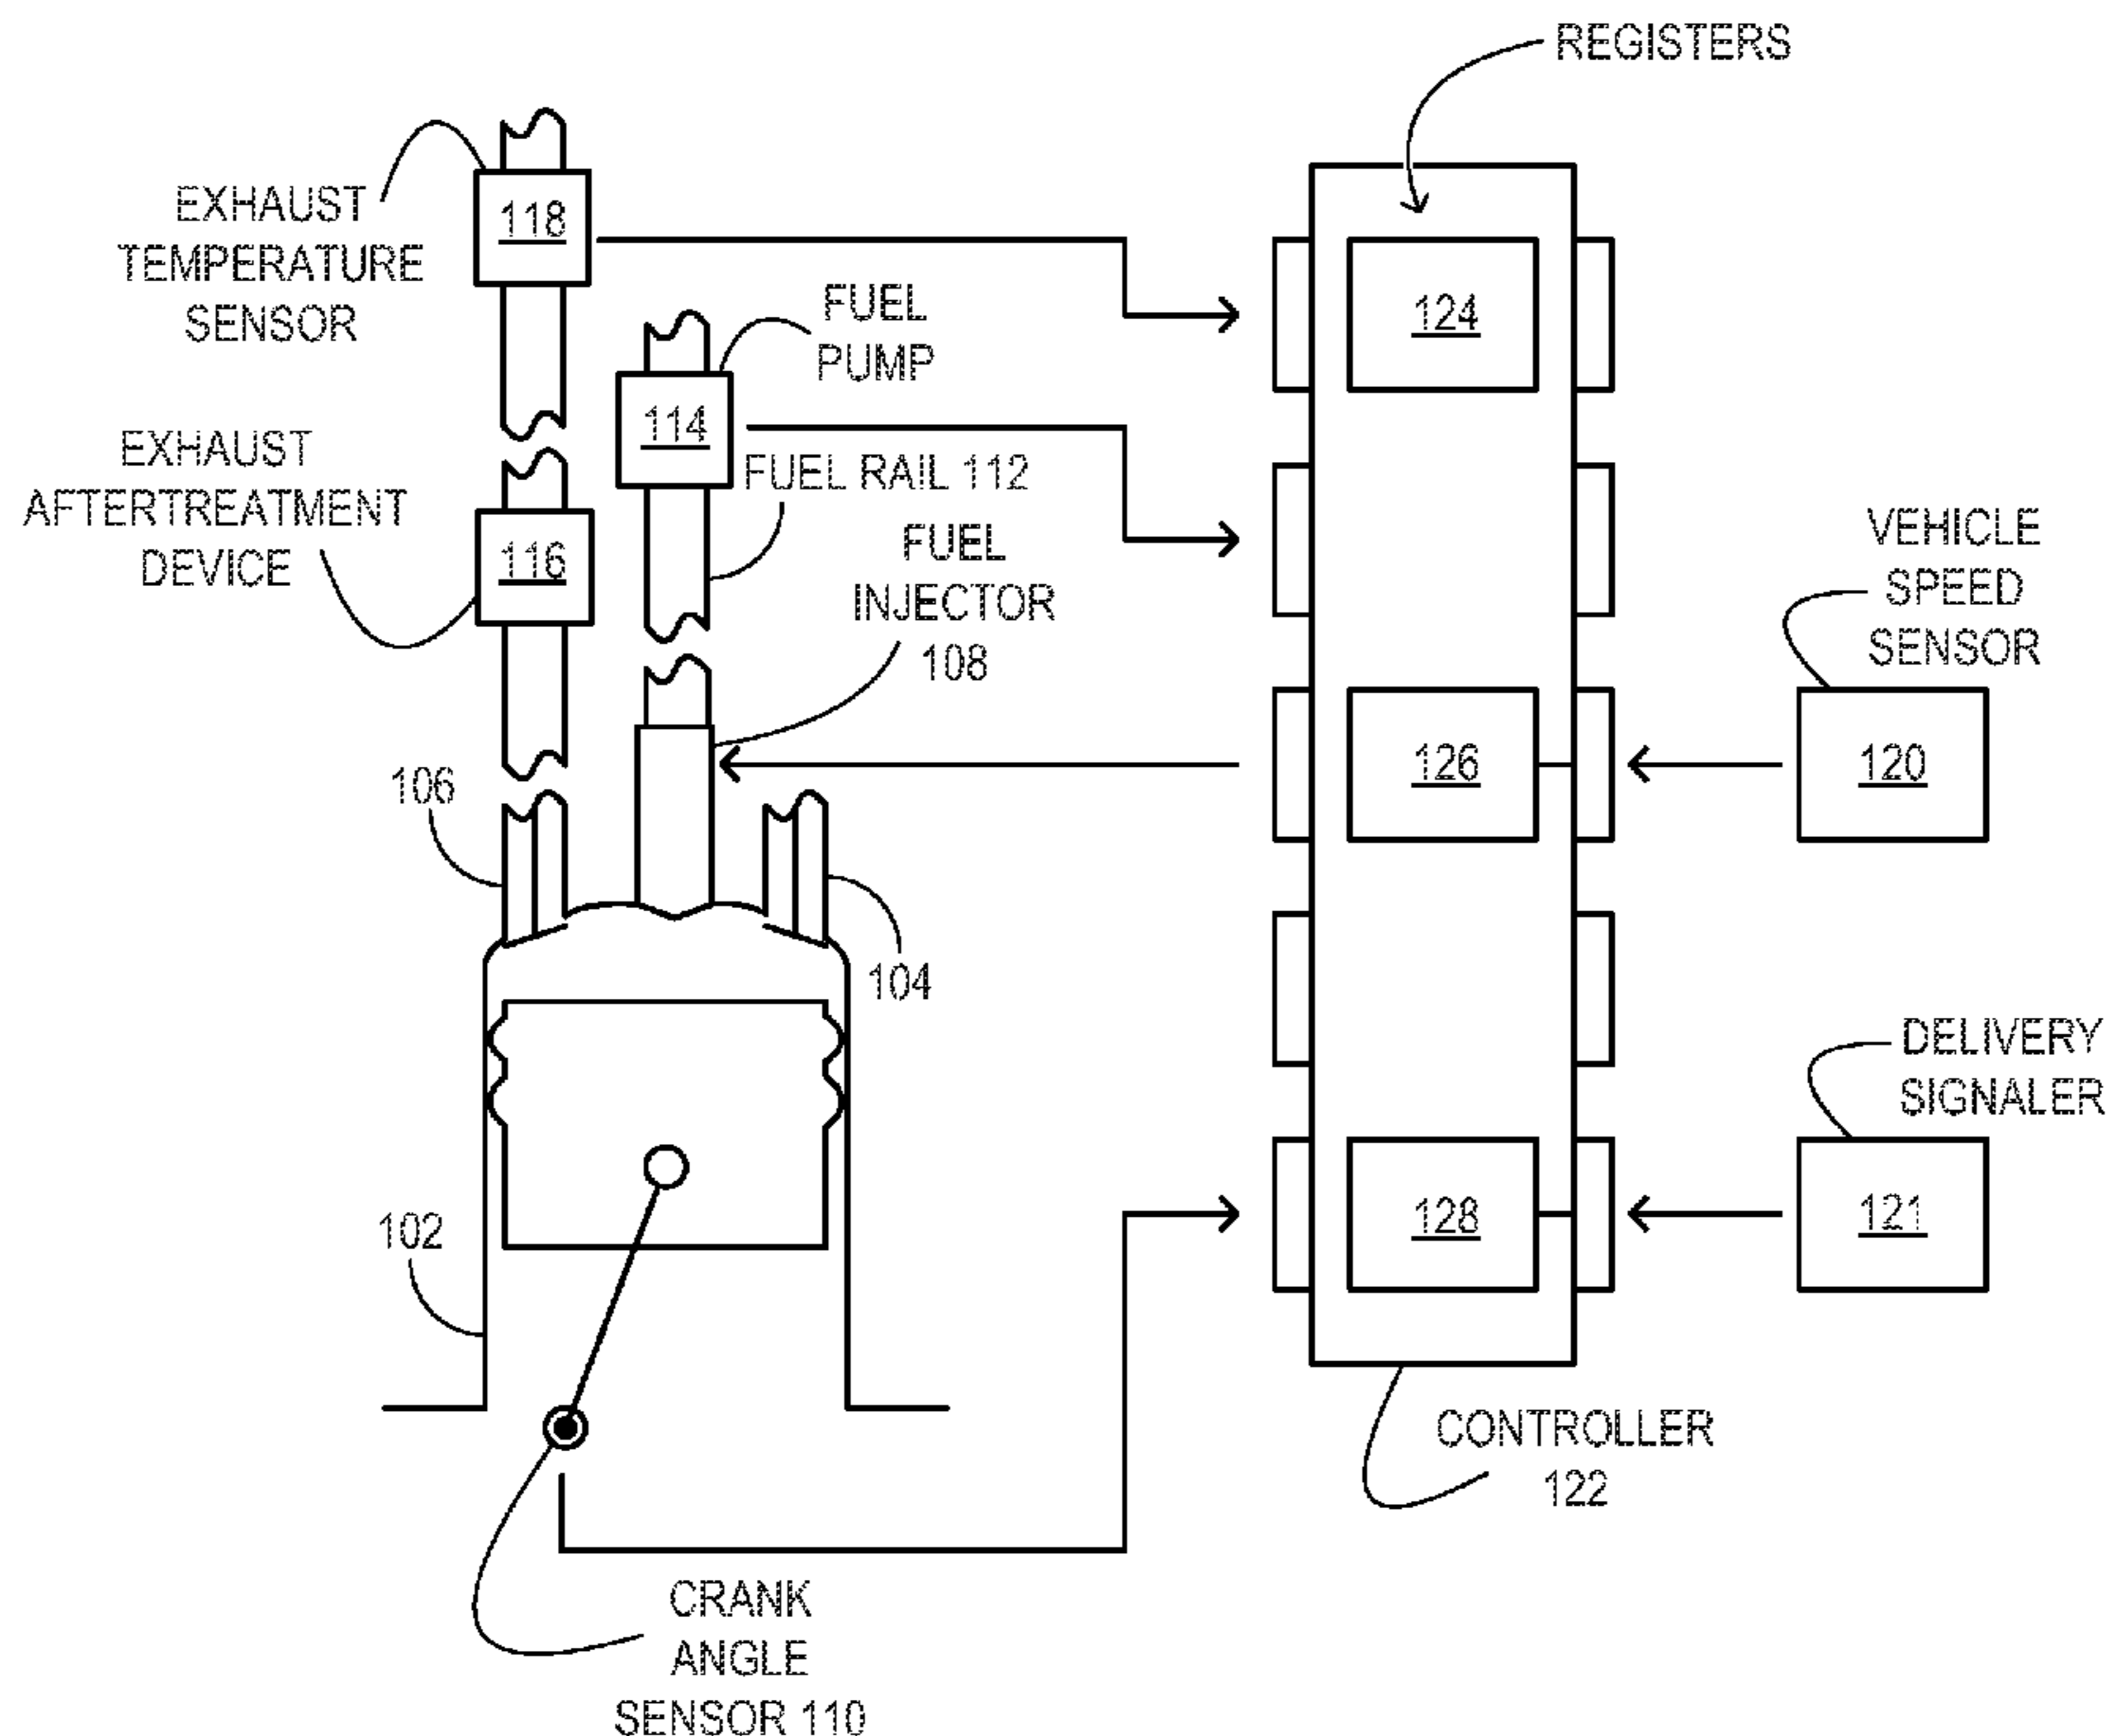 REGISTERS
EXHAUST
TEMPERATURE
SENSOR
118
FUEL
PUMP
124
EXHAUST
AFTERTREATMENT
DEVICE
114
FUEL RAIL 112
116
FUEL
INJECTOR
108
VEHICLE
SPEED
SENSOR
106
126
120
104
DELIVERY
SIGNALER
102
128
121
CONTROLLER
122
CRANK
ANGLE
SENSOR 110